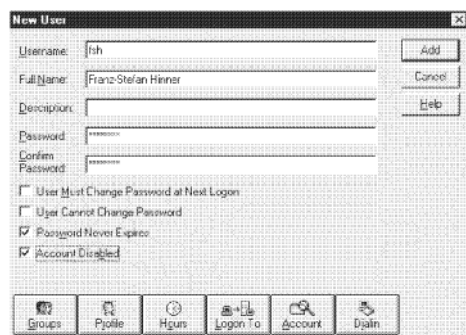 New User
Username: fsh Add
Full Name: Franz-Stefan Hinner Cancel
Description: Help
Password ********
Confirm
Password: ********
User Must Change Password at Next Logon
User Cannot Change Password
Password Never Expires
Account Disabled
Groups Profile Hours Logon To Account Dialin